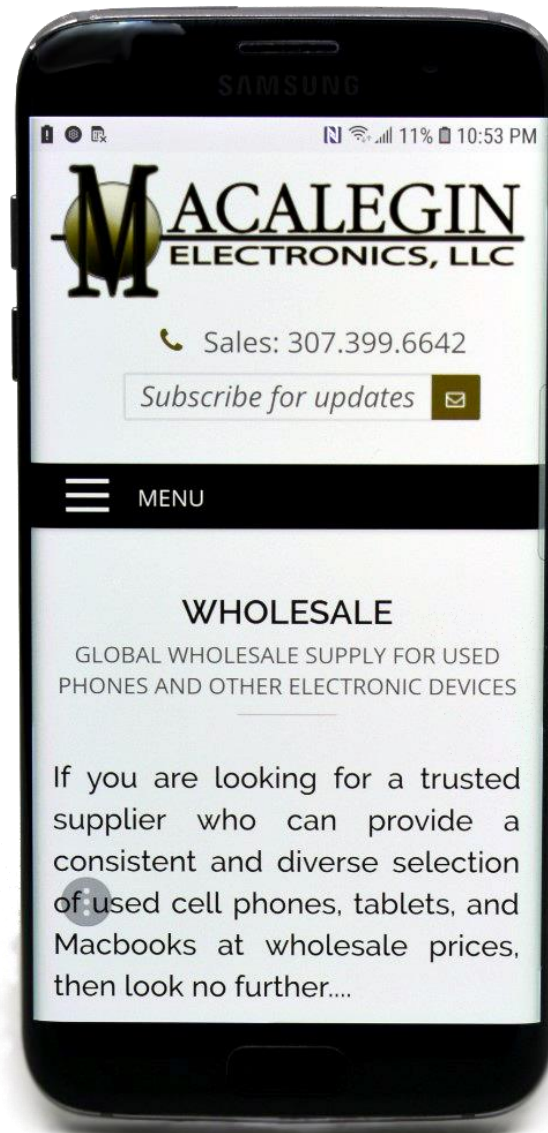 SAMSUNG
11% 10:53 PM
MACALEGIN
ELECTRONICS, LLC
Sales: 307.399.6642
Subscribe for updates
MENU
WHOLESALE
GLOBAL WHOLESALE SUPPLY FOR USED
PHONES AND OTHER ELECTRONIC DEVICES
If you are looking for a trusted
supplier who can provide a
consistent and diverse selection
of used cell phones, tablets, and
Macbooks at wholesale prices,
then look no further....